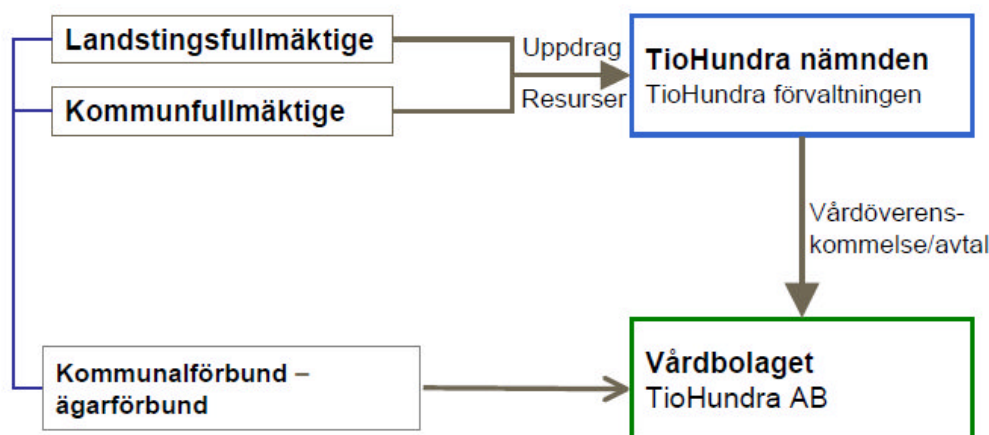 Landstingsfullmäktige
Kommunfullmäktige
Uppdrag
Resurser
TioHundra nämnden
TioHundra förvaltningen
Vårdöverens-
kommelse/avtal
Kommunalförbund –
ägarförbund
Vårdbolaget
TioHundra AB